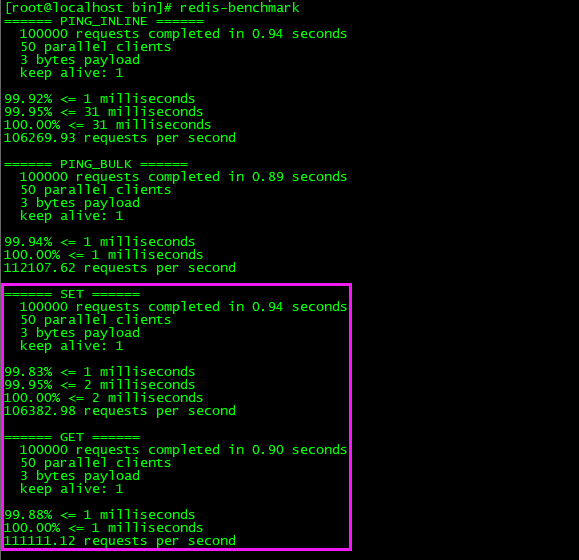 [root@localhost bin]# redis-benchmark
====== PING_INLINE ======
100000 requests completed in 0.94 seconds
50 parallel clients
3 bytes payload
keep alive: 1
99.92% <= 1 milliseconds
99.95% <= 31 milliseconds
100.00% <= 31 milliseconds
106269.93 requests per second
====== PING_BULK ======
100000 requests completed in 0.89 seconds
50 parallel clients
3 bytes payload
keep alive: 1
99.94% <= 1 milliseconds
100.00% <= 1 milliseconds
112107.62 requests per second
====== SET ======
100000 requests completed in 0.94 seconds
50 parallel clients
3 bytes payload
keep alive: 1
99.83% <= 1 milliseconds
99.95% <= 2 milliseconds
100.00% <= 2 milliseconds
106382.98 requests per second
====== GET ======
100000 requests completed in 0.90 seconds
50 parallel clients
3 bytes payload
keep alive: 1
99.88% <= 1 milliseconds
100.00% <= 1 milliseconds
111111.12 requests per second